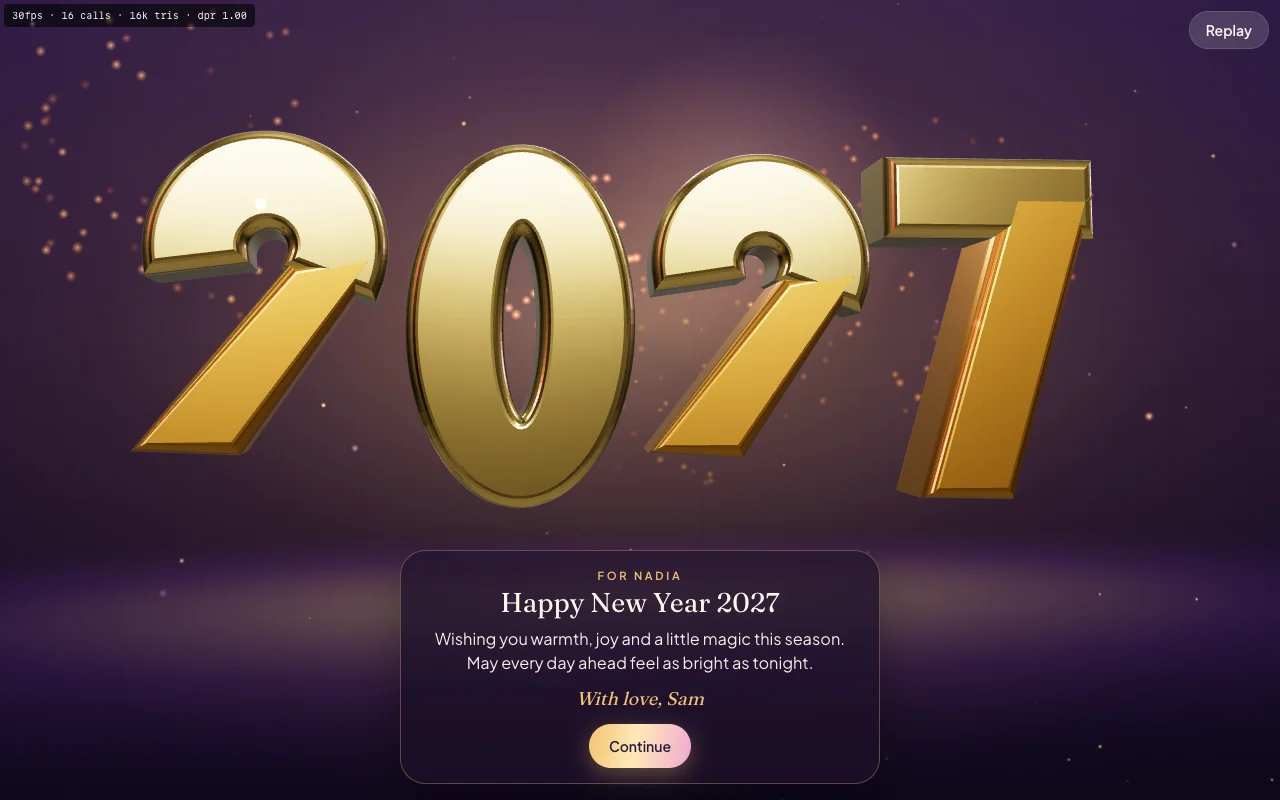 30fps · 16 calls · 16k tris · dpr 1.00
Replay
2027
FOR NADIA
Happy New Year 2027
Wishing you warmth, joy and a little magic this season.
May every day ahead feel as bright as tonight.
With love, Sam
Continue